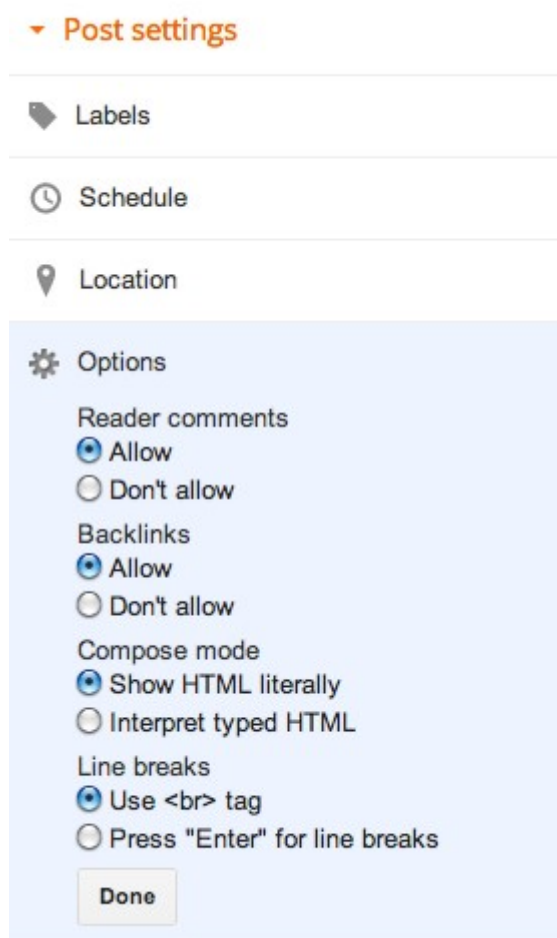 Post settings
Labels
Schedule
Location
Options
Reader comments
Allow
Don't allow
Backlinks
Allow
Don't allow
Compose mode
Show HTML literally
Interpret typed HTML
Line breaks
Use <br> tag
Press "Enter" for line breaks
Done